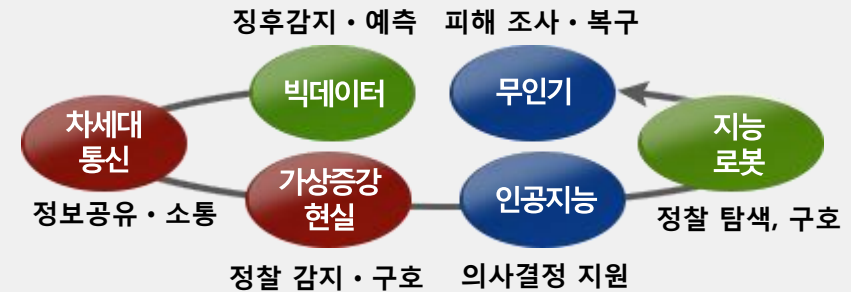 징후감지・예측 피해 조사・복구
빅데이터
무인기
차세대
통신
지능
로봇
가상증강
현실
인공지능
정보공유・소통
정찰 탐색, 구호
정찰 감지・구호
의사결정 지원